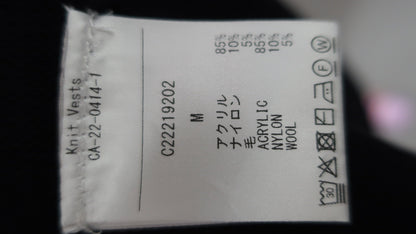 Knit Vests
CA-22-0414-1
C22219202
M
アクリル 85%
ナイロン 10%
毛 5%
ACRYLIC 85%
NYLON 10%
WOOL 5%
30
F
W